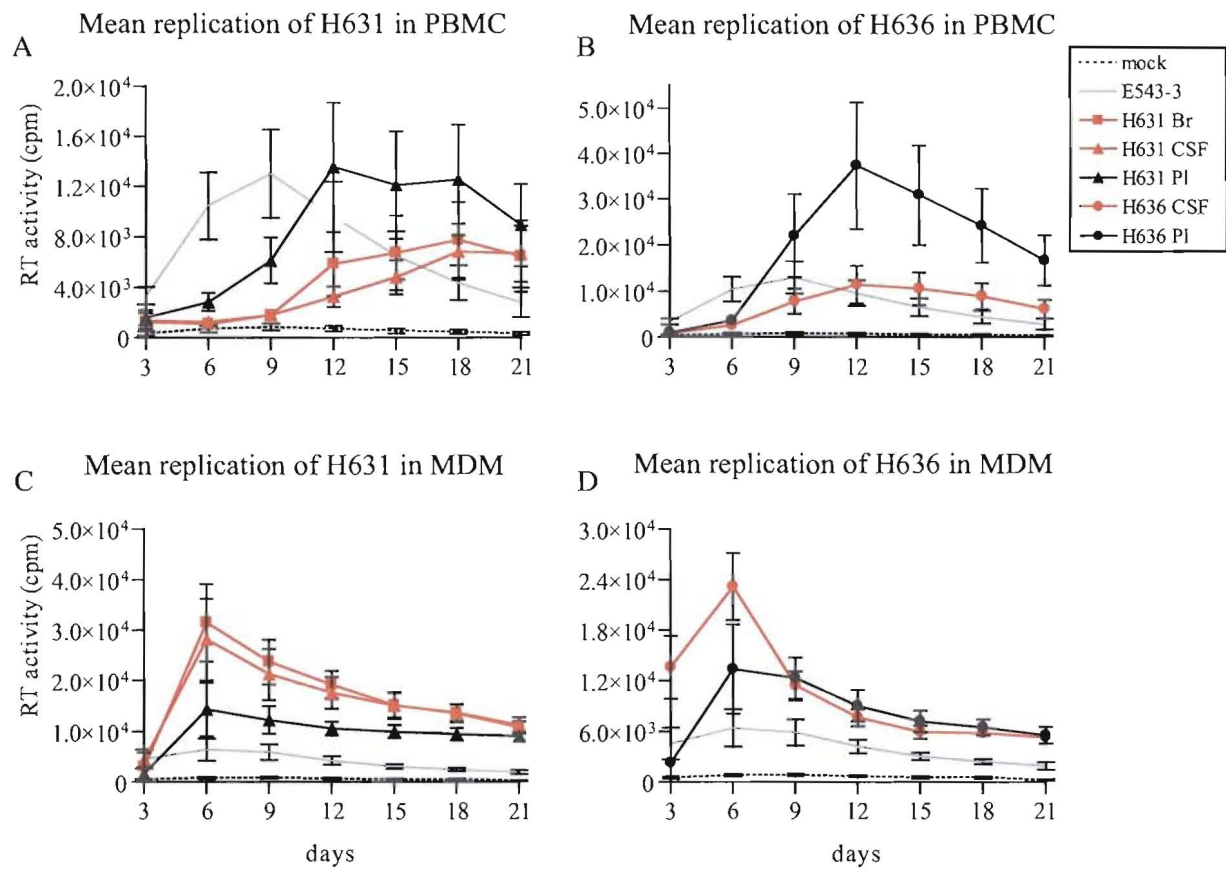 Mean replication of H631 in PBMC
A
RT activity (cpm)
2.0×10⁴
1.6×10⁴
1.2×10⁴
8.0×10³
4.0×10³
0
3 6 9 12 15 18 21
Mean replication of H636 in PBMC
B
5.0×10⁴
4.0×10⁴
3.0×10⁴
2.0×10⁴
1.0×10⁴
0
3 6 9 12 15 18 21
mock
E543-3
H631 Br
H631 CSF
H631 Pl
H636 CSF
H636 Pl
Mean replication of H631 in MDM
C
RT activity (cpm)
5.0×10⁴
4.0×10⁴
3.0×10⁴
2.0×10⁴
1.0×10⁴
0
3 6 9 12 15 18 21
days
Mean replication of H636 in MDM
D
3.0×10⁴
2.4×10⁴
1.8×10⁴
1.2×10⁴
6.0×10³
0
3 6 9 12 15 18 21
days